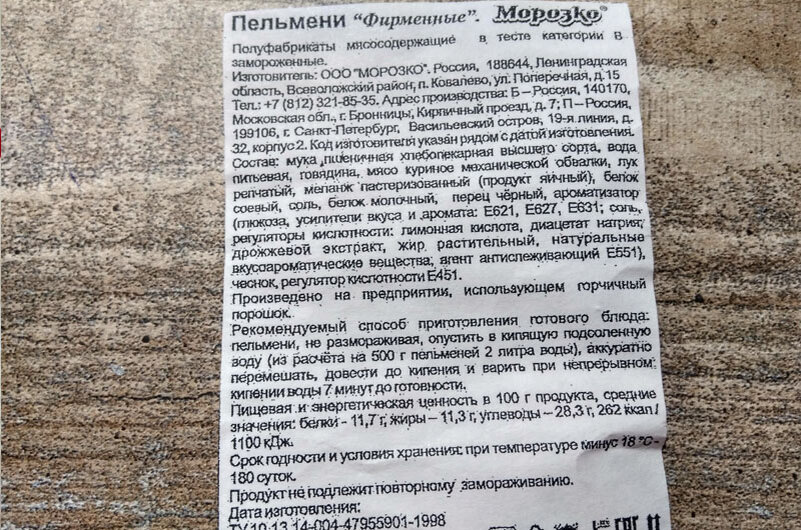 Пельмени "Фирменные". Морозко®
Полуфабрикаты мясосодержащие в тесте категории В
замороженные.
Изготовитель: ООО "МОРОЗКО". Россия, 188644, Ленинградская
область, Всеволожский район, п. Ковалево, ул. Поперечная, д.15
Тел.: +7 (812) 321-85-35. Адрес производства: Б – Россия, 140170,
Московская обл., г. Бронницы, Кирпичный проезд, д. 7; П – Россия,
199106, г. Санкт-Петербург, Васильевский остров, 19-я линия, д.
32, корпус 2. Код изготовителя указан рядом с датой изготовления.
Состав: мука пшеничная хлебопекарная высшего сорта, вода
питьевая, говядина, мясо куриное механической обвалки, лук
репчатый, меланж пастеризованный (продукт яичный), белок
соевый, соль, белок молочный, перец чёрный, ароматизатор
(глюкоза, усилители вкуса и аромата: Е621, Е627, Е631; соль,
регуляторы кислотности: лимонная кислота, диацетат натрия;
дрожжевой экстракт, жир растительный, натуральные
вкусоароматические вещества, агент антислеживающий Е551),
чеснок, регулятор кислотности Е451.
Произведено на предприятии, использующем горчичный
порошок.
Рекомендуемый способ приготовления готового блюда:
пельмени, не размораживая, опустить в кипящую подсоленную
воду (из расчёта на 500 г пельменей 2 литра воды), аккуратно
перемешать, довести до кипения и варить при непрерывном
кипении воды 7 минут до готовности.
Пищевая и энергетическая ценность в 100 г продукта, средние
значения: белки - 11,7 г, жиры – 11,3 г, углеводы – 28,3 г, 262 ккал /
1100 кДж.
Срок годности и условия хранения: при температуре минус 18 °С -
180 суток.
Продукт не подлежит повторному замораживанию.
Дата изготовления:
ТУ 10.13.14-004-47955901-1998